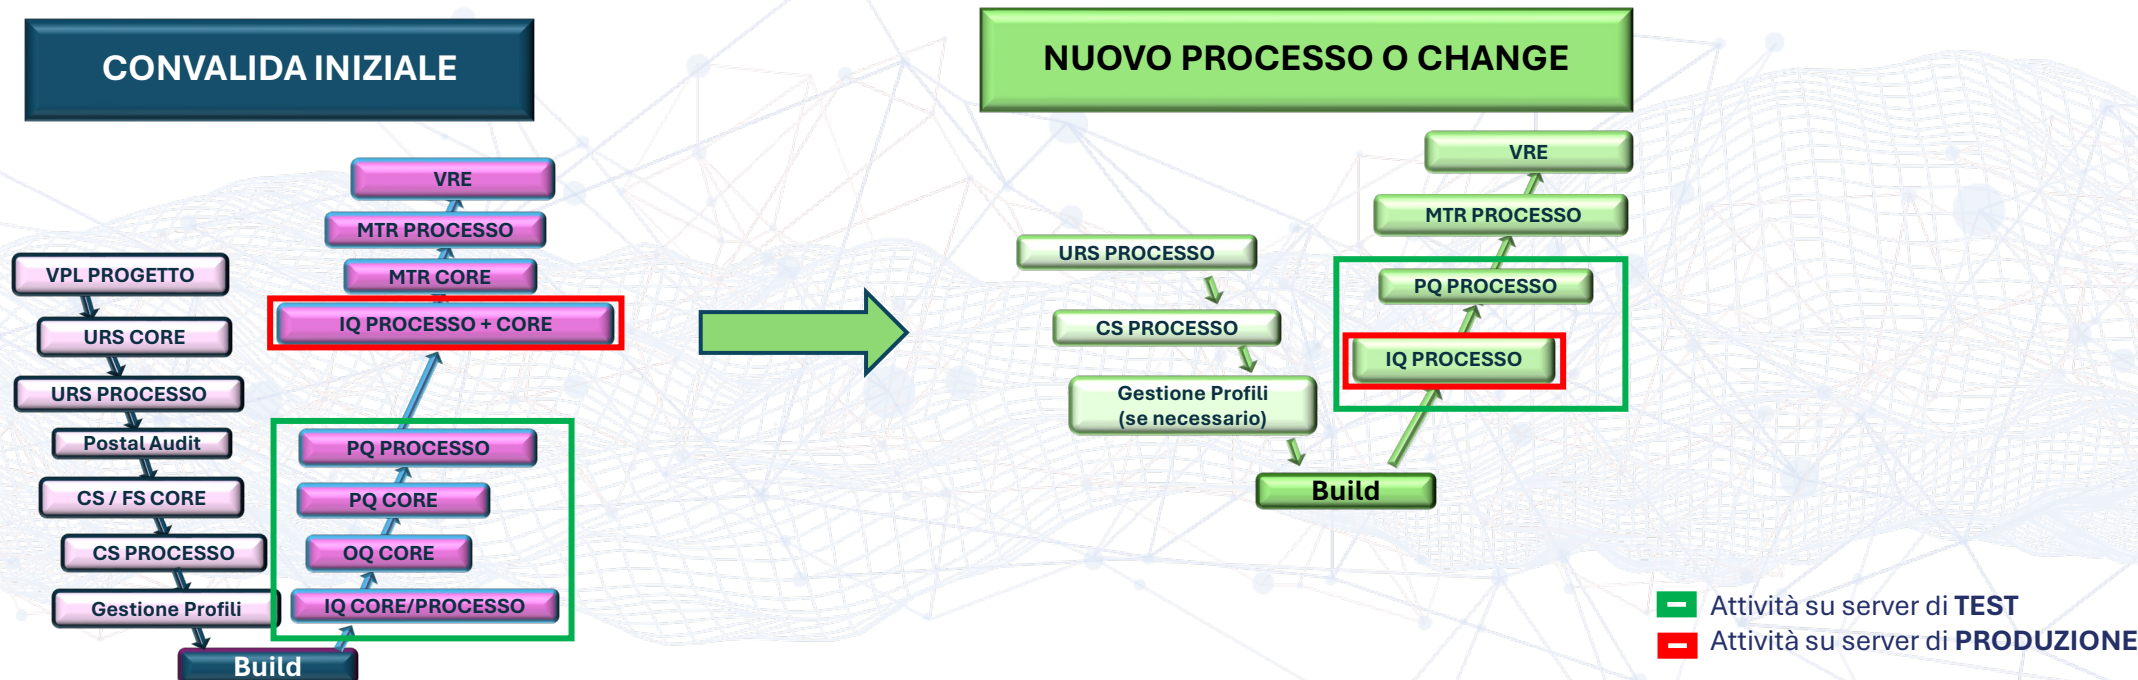 CONVALIDA INIZIALE
VPL PROGETTO
URS CORE
URS PROCESSO
Postal Audit
CS / FS CORE
CS PROCESSO
Gestione Profili
Build
VRE
MTR PROCESSO
MTR CORE
IQ PROCESSO + CORE
PQ PROCESSO
PQ CORE
OQ CORE
IQ CORE/PROCESSO
NUOVO PROCESSO O CHANGE
URS PROCESSO
CS PROCESSO
Gestione Profili
(se necessario)
Build
VRE
MTR PROCESSO
PQ PROCESSO
IQ PROCESSO
Attività su server di TEST
Attività su server di PRODUZIONE